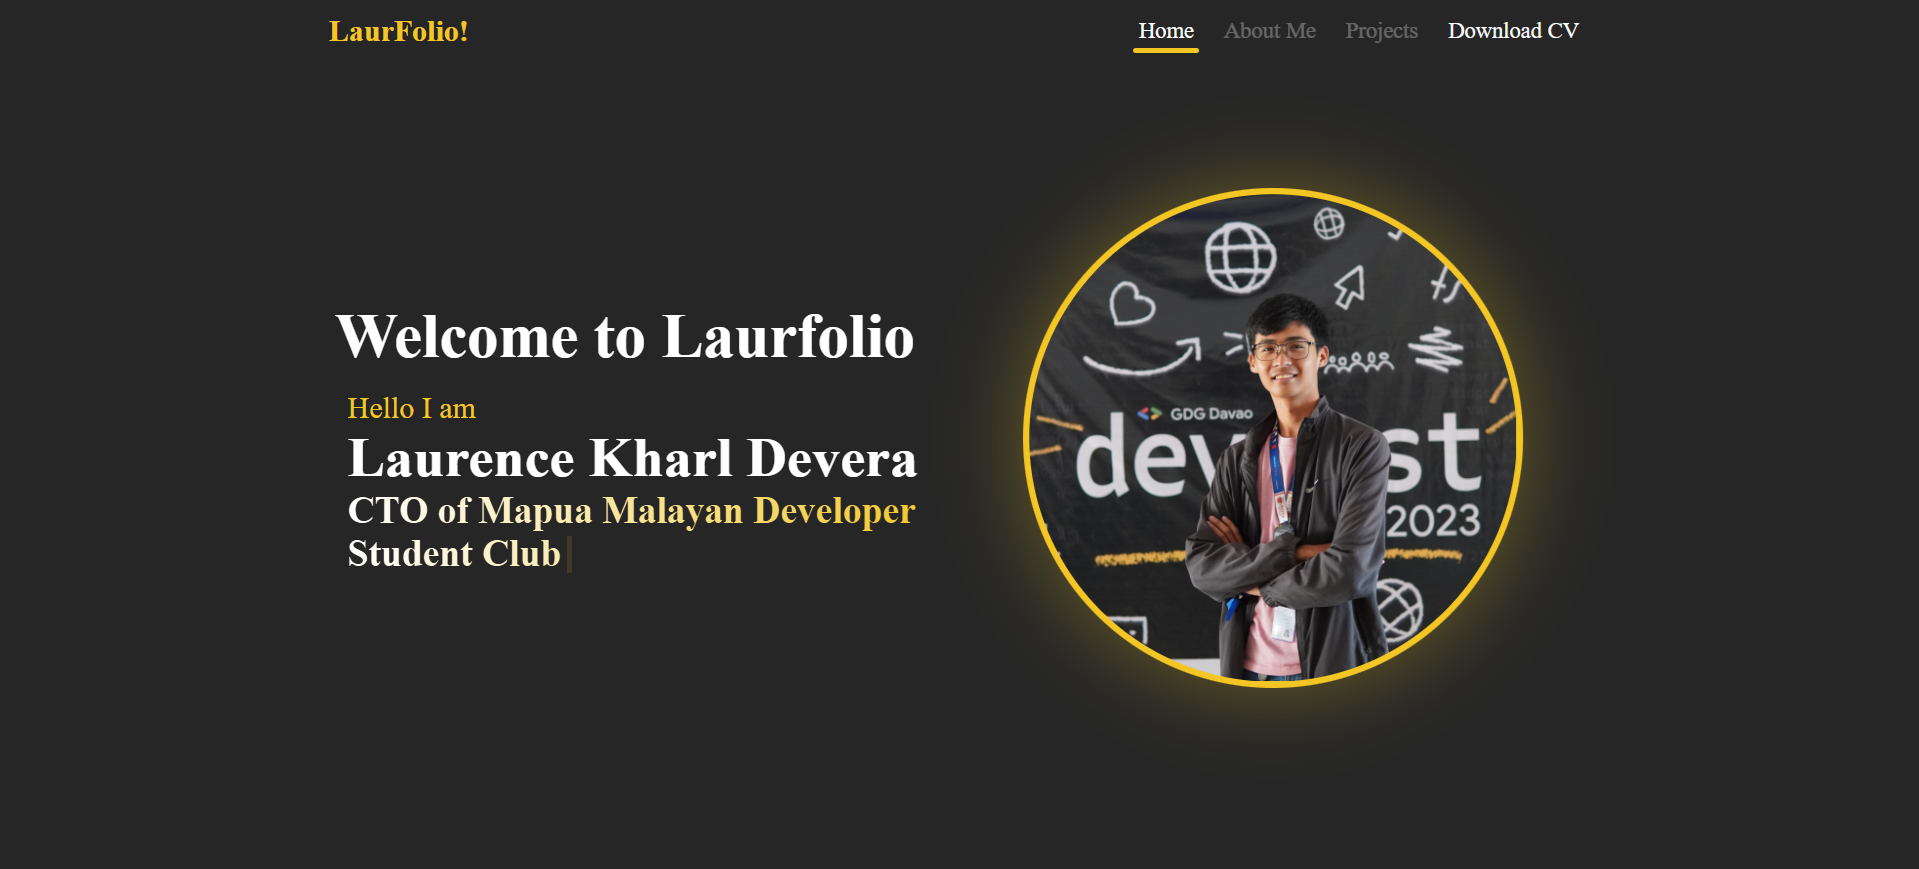 LaurFolio!
Home About Me Projects Download CV
Welcome to Laurfolio
Hello I am
Laurence Kharl Devera
CTO of Mapua Malayan Developer
Student Club
GDG Davao
dev st
2023